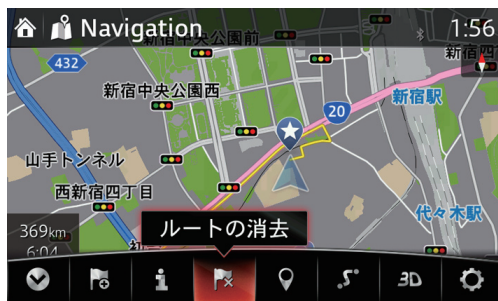 Navigation
1:56
新宿中央公園前
新宿四
432
新宿中央公園西
20
新宿駅
山手トンネル
西新宿四丁目
代々木駅
369km
6:04
ルートの消去
3D